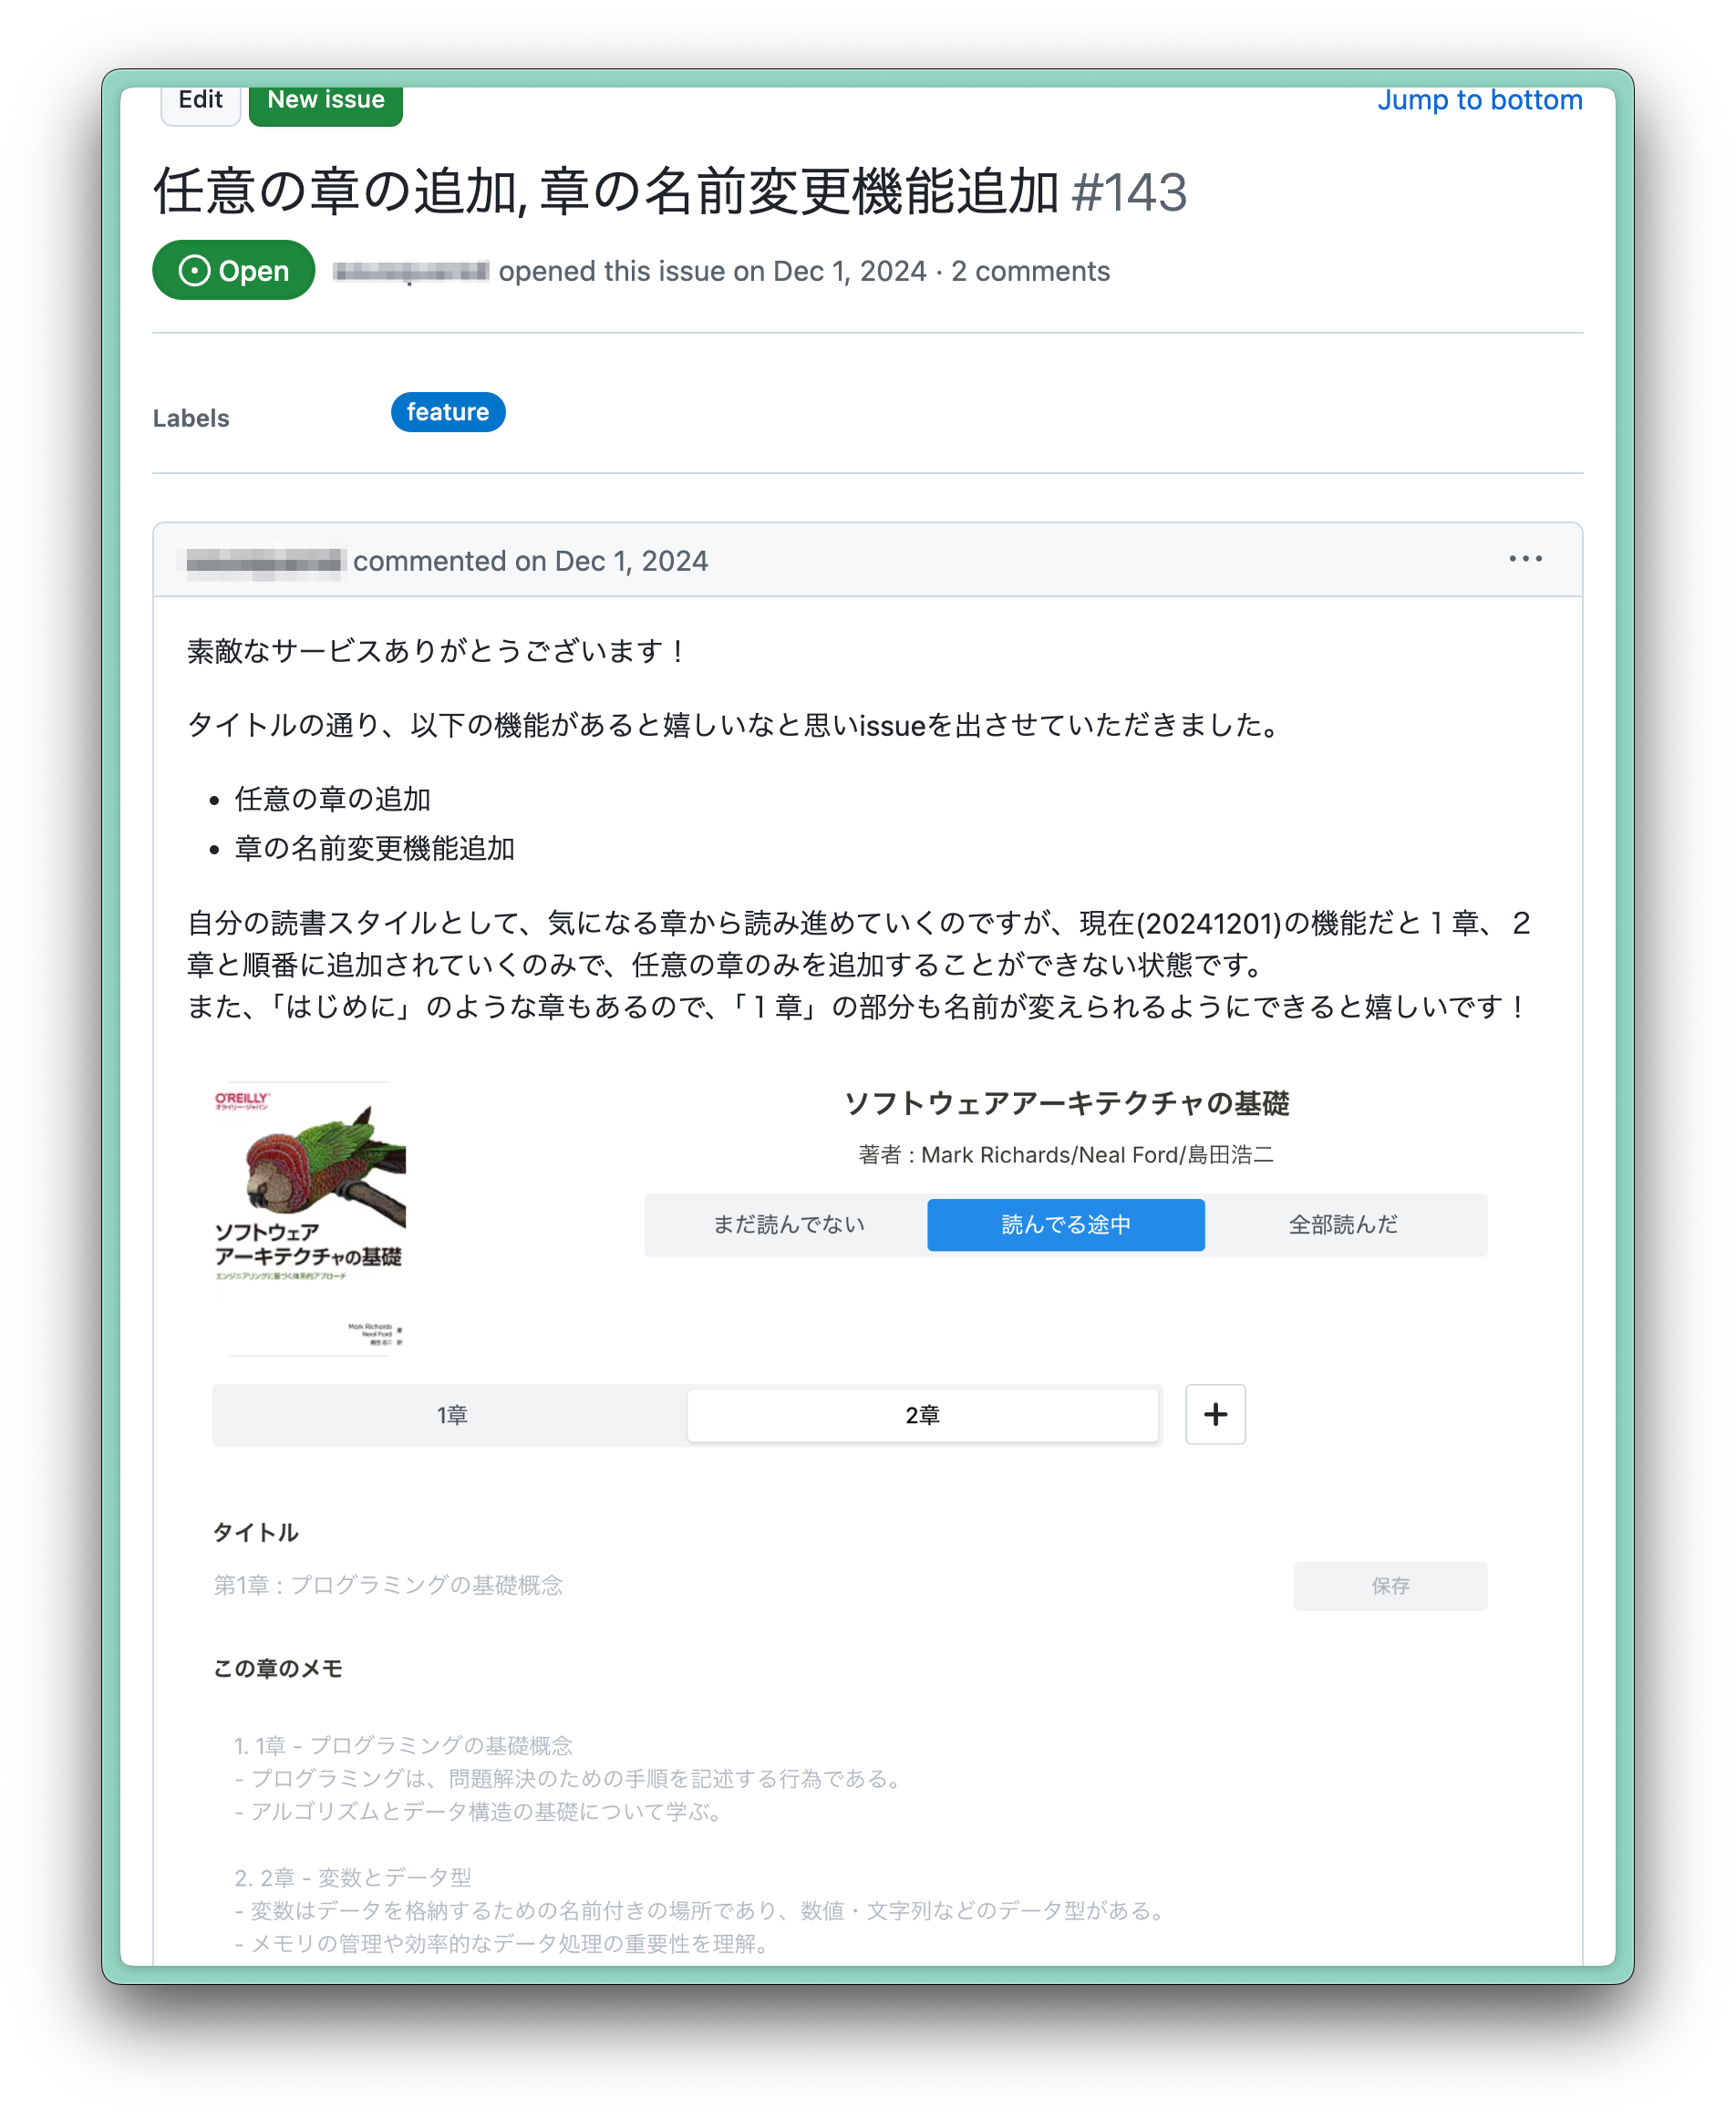 Edit New issue Jump to bottom
任意の章の追加, 章の名前変更機能追加 #143
Open opened this issue on Dec 1, 2024 · 2 comments
Labels feature
commented on Dec 1, 2024
素敵なサービスありがとうございます！
タイトルの通り、以下の機能があると嬉しいなと思いissueを出させていただきました。
• 任意の章の追加
• 章の名前変更機能追加
自分の読書スタイルとして、気になる章から読み進めていくのですが、現在(20241201)の機能だと１章、２
章と順番に追加されていくのみで、任意の章のみを追加することができない状態です。
また、「はじめに」のような章もあるので、「１章」の部分も名前が変えられるようにできると嬉しいです！
O'REILLY
オライリー・ジャパン
ソフトウェア
アーキテクチャの基礎
エンジニアリングに基づく体系的アプローチ
Mark Richards 著
Neal Ford
島田 浩二 訳
ソフトウェアアーキテクチャの基礎
著者 : Mark Richards/Neal Ford/島田浩二
まだ読んでない 読んでる途中 全部読んだ
1章 2章 +
タイトル
第1章 : プログラミングの基礎概念 保存
この章のメモ
1. 1章 - プログラミングの基礎概念
- プログラミングは、問題解決のための手順を記述する行為である。
- アルゴリズムとデータ構造の基礎について学ぶ。
2. 2章 - 変数とデータ型
- 変数はデータを格納するための名前付きの場所であり、数値・文字列などのデータ型がある。
- メモリの管理や効率的なデータ処理の重要性を理解。